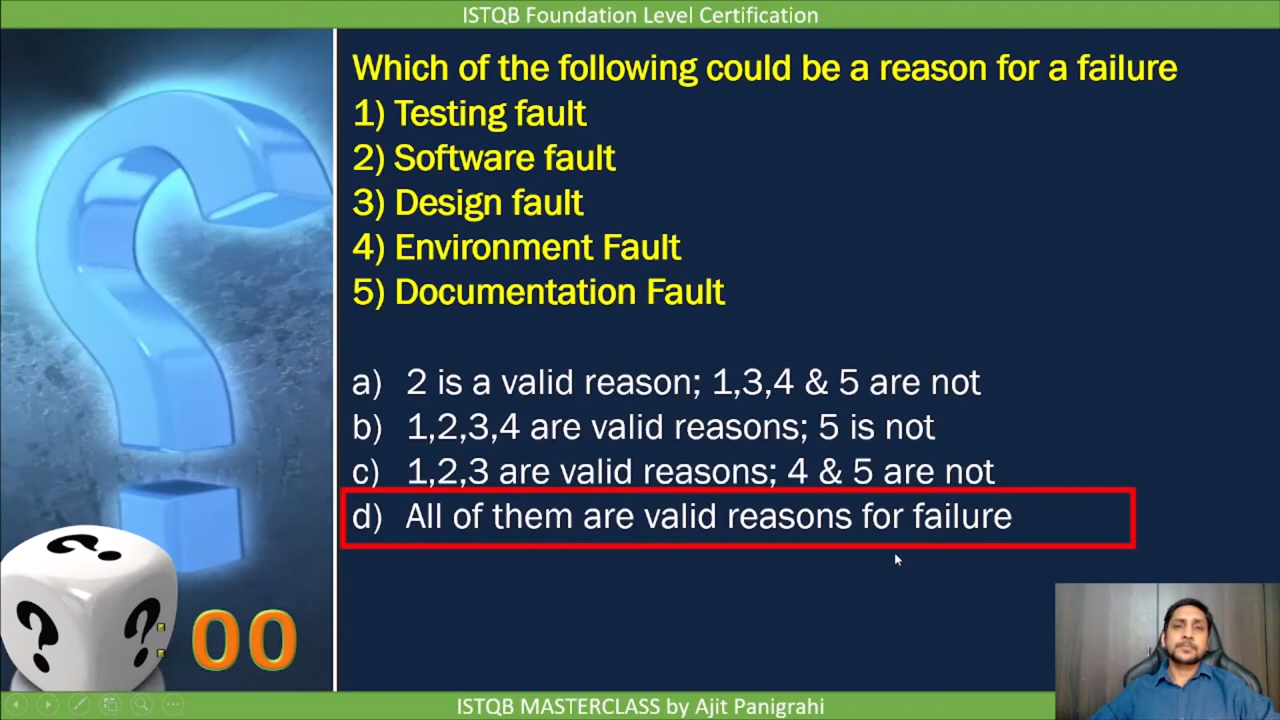 ISTQB Foundation Level Certification
Which of the following could be a reason for a failure
1) Testing fault
2) Software fault
3) Design fault
4) Environment Fault
5) Documentation Fault
a) 2 is a valid reason; 1,3,4 & 5 are not
b) 1,2,3,4 are valid reasons; 5 is not
c) 1,2,3 are valid reasons; 4 & 5 are not
d) All of them are valid reasons for failure
? ? ?
: 00
ISTQB MASTERCLASS by Ajit Panigrahi